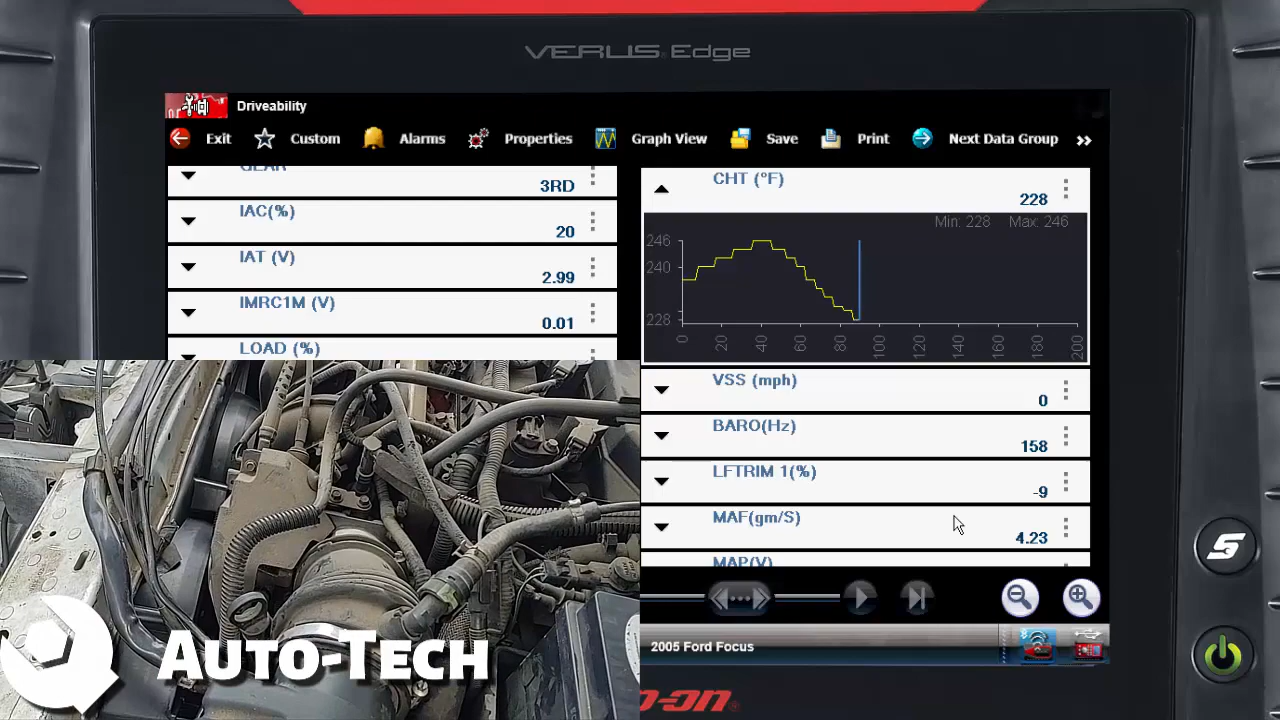 VERUS Edge
Driveability
Exit Custom Alarms Properties Graph View Save Print Next Data Group
GEAR
3RD
IAC(%)
20
IAT (V)
2.99
IMRC1M (V)
0.01
LOAD (%)
CHT (°F)
228
Min: 228 Max: 246
246
240
228
0 20 40 60 80 100 120 140 160 180 200
VSS (mph)
0
BARO(Hz)
158
LFTRIM 1(%)
-9
MAF(gm/S)
4.23
MAP(V)
2005 Ford Focus
AUTO-TECH
p-on